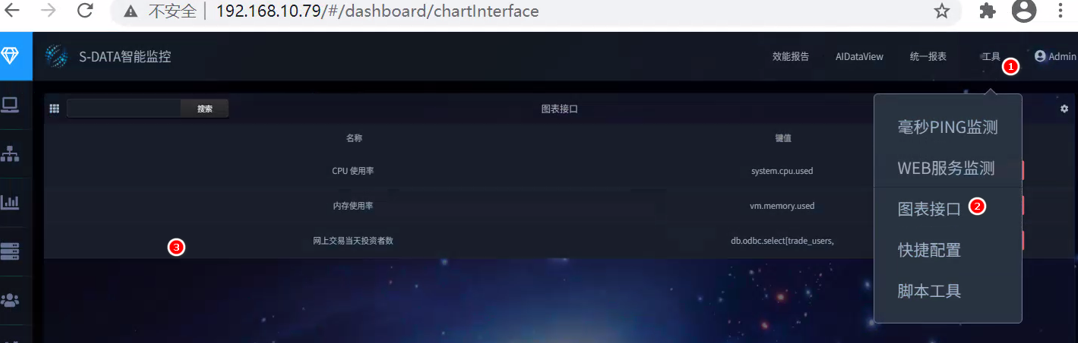 不安全 | 192.168.10.79/#/dashboard/chartInterface
S-DATA智能监控 效能报告 AIDataView 统一报表 工具 1 Admin
搜索 图表接口
名称 键值
毫秒PING监测
CPU 使用率 system.cpu.used
WEB服务监测
内存使用率 vm.memory.used
图表接口 2
网上交易当天投资者数 db.odbc.select[trade_users,
3
快捷配置
脚本工具